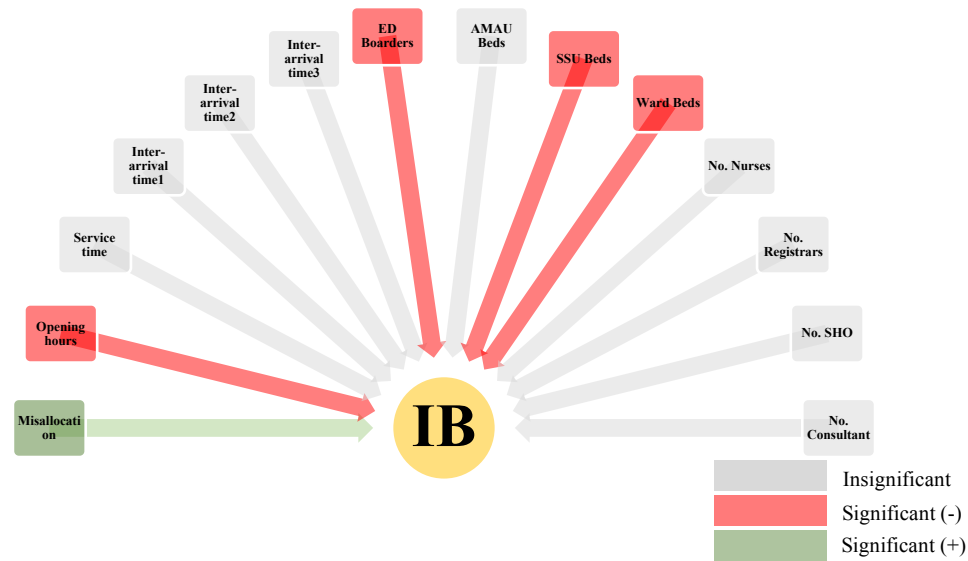 ED
Boarders
AMAU
Beds
Inter-
arrival
time3
SSU Beds
Inter-
arrival
time2
Ward Beds
Inter-
arrival
time1
No. Nurses
Service
time
No.
Registrars
Opening
hours
No. SHO
Misallocati
on
IB
No.
Consultant
Insignificant
Significant (-)
Significant (+)